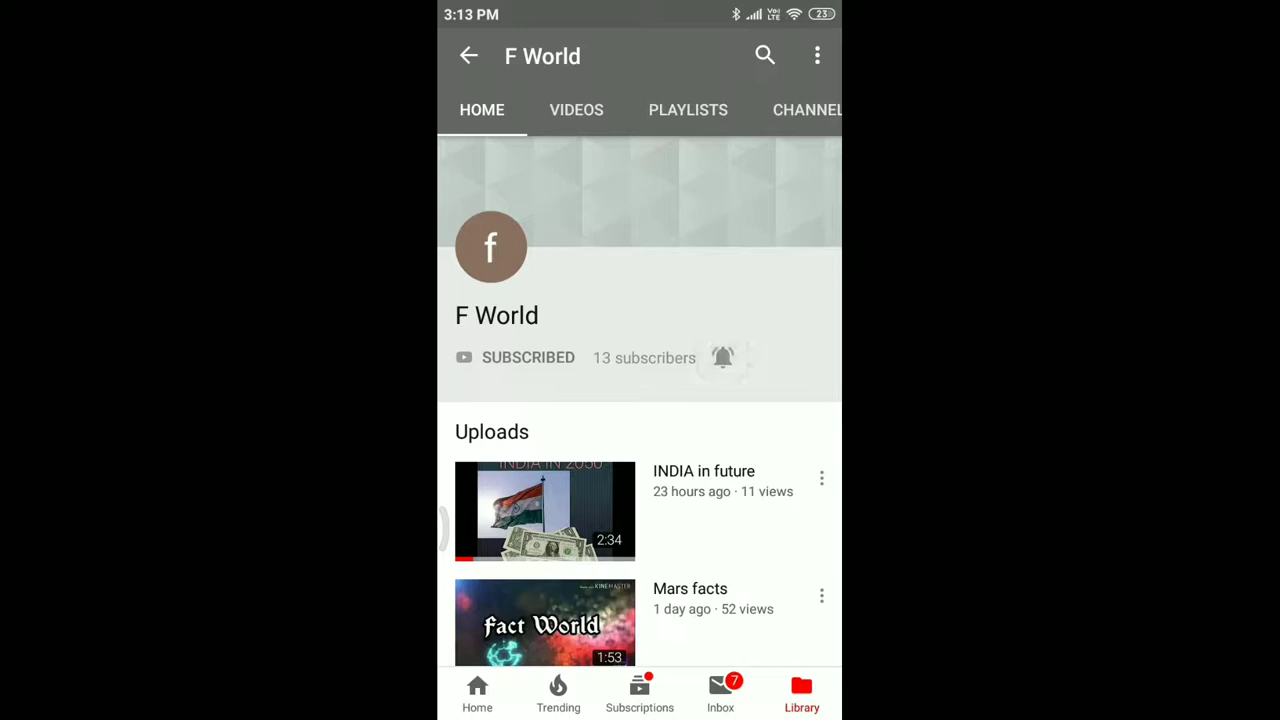 3:13 PM
Vo) LTE
23
F World
HOME
VIDEOS
PLAYLISTS
CHANNEL
f
F World
SUBSCRIBED
13 subscribers
Uploads
INDIA IN 2050
2:34
INDIA in future
23 hours ago · 11 views
KINEMASTER
Fact World
1:53
Mars facts
1 day ago · 52 views
Home
Trending
Subscriptions
7
Inbox
Library